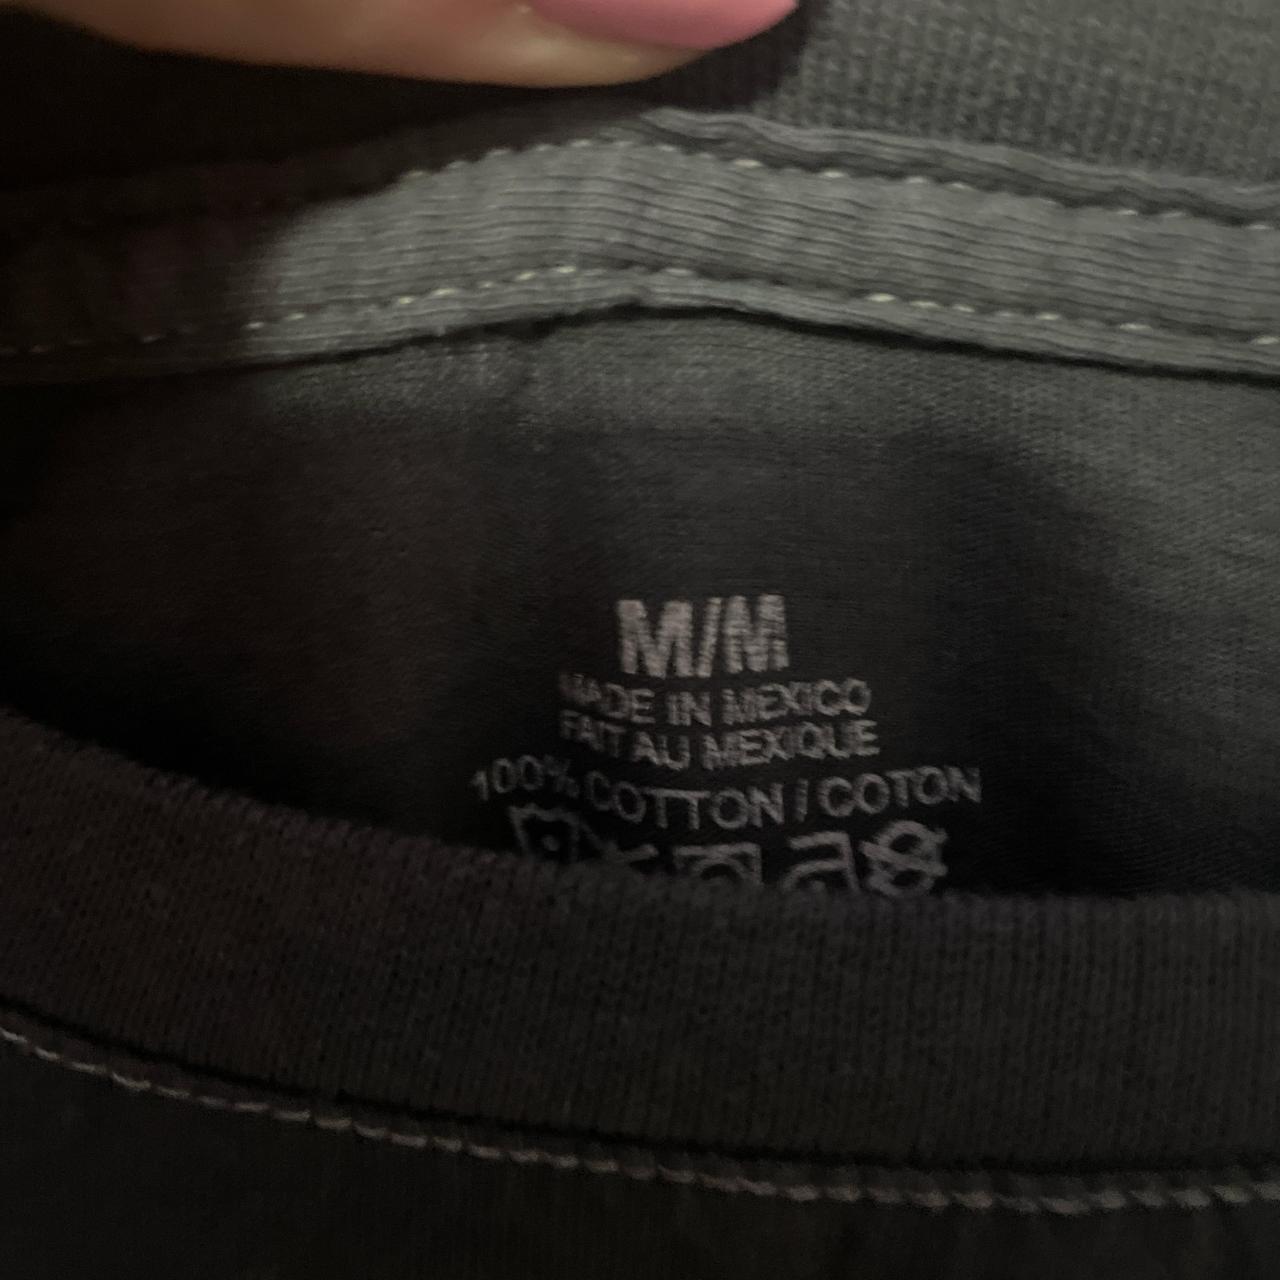 M/M
MADE IN MEXICO
FAIT AU MEXIQUE
100% COTTON / COTON